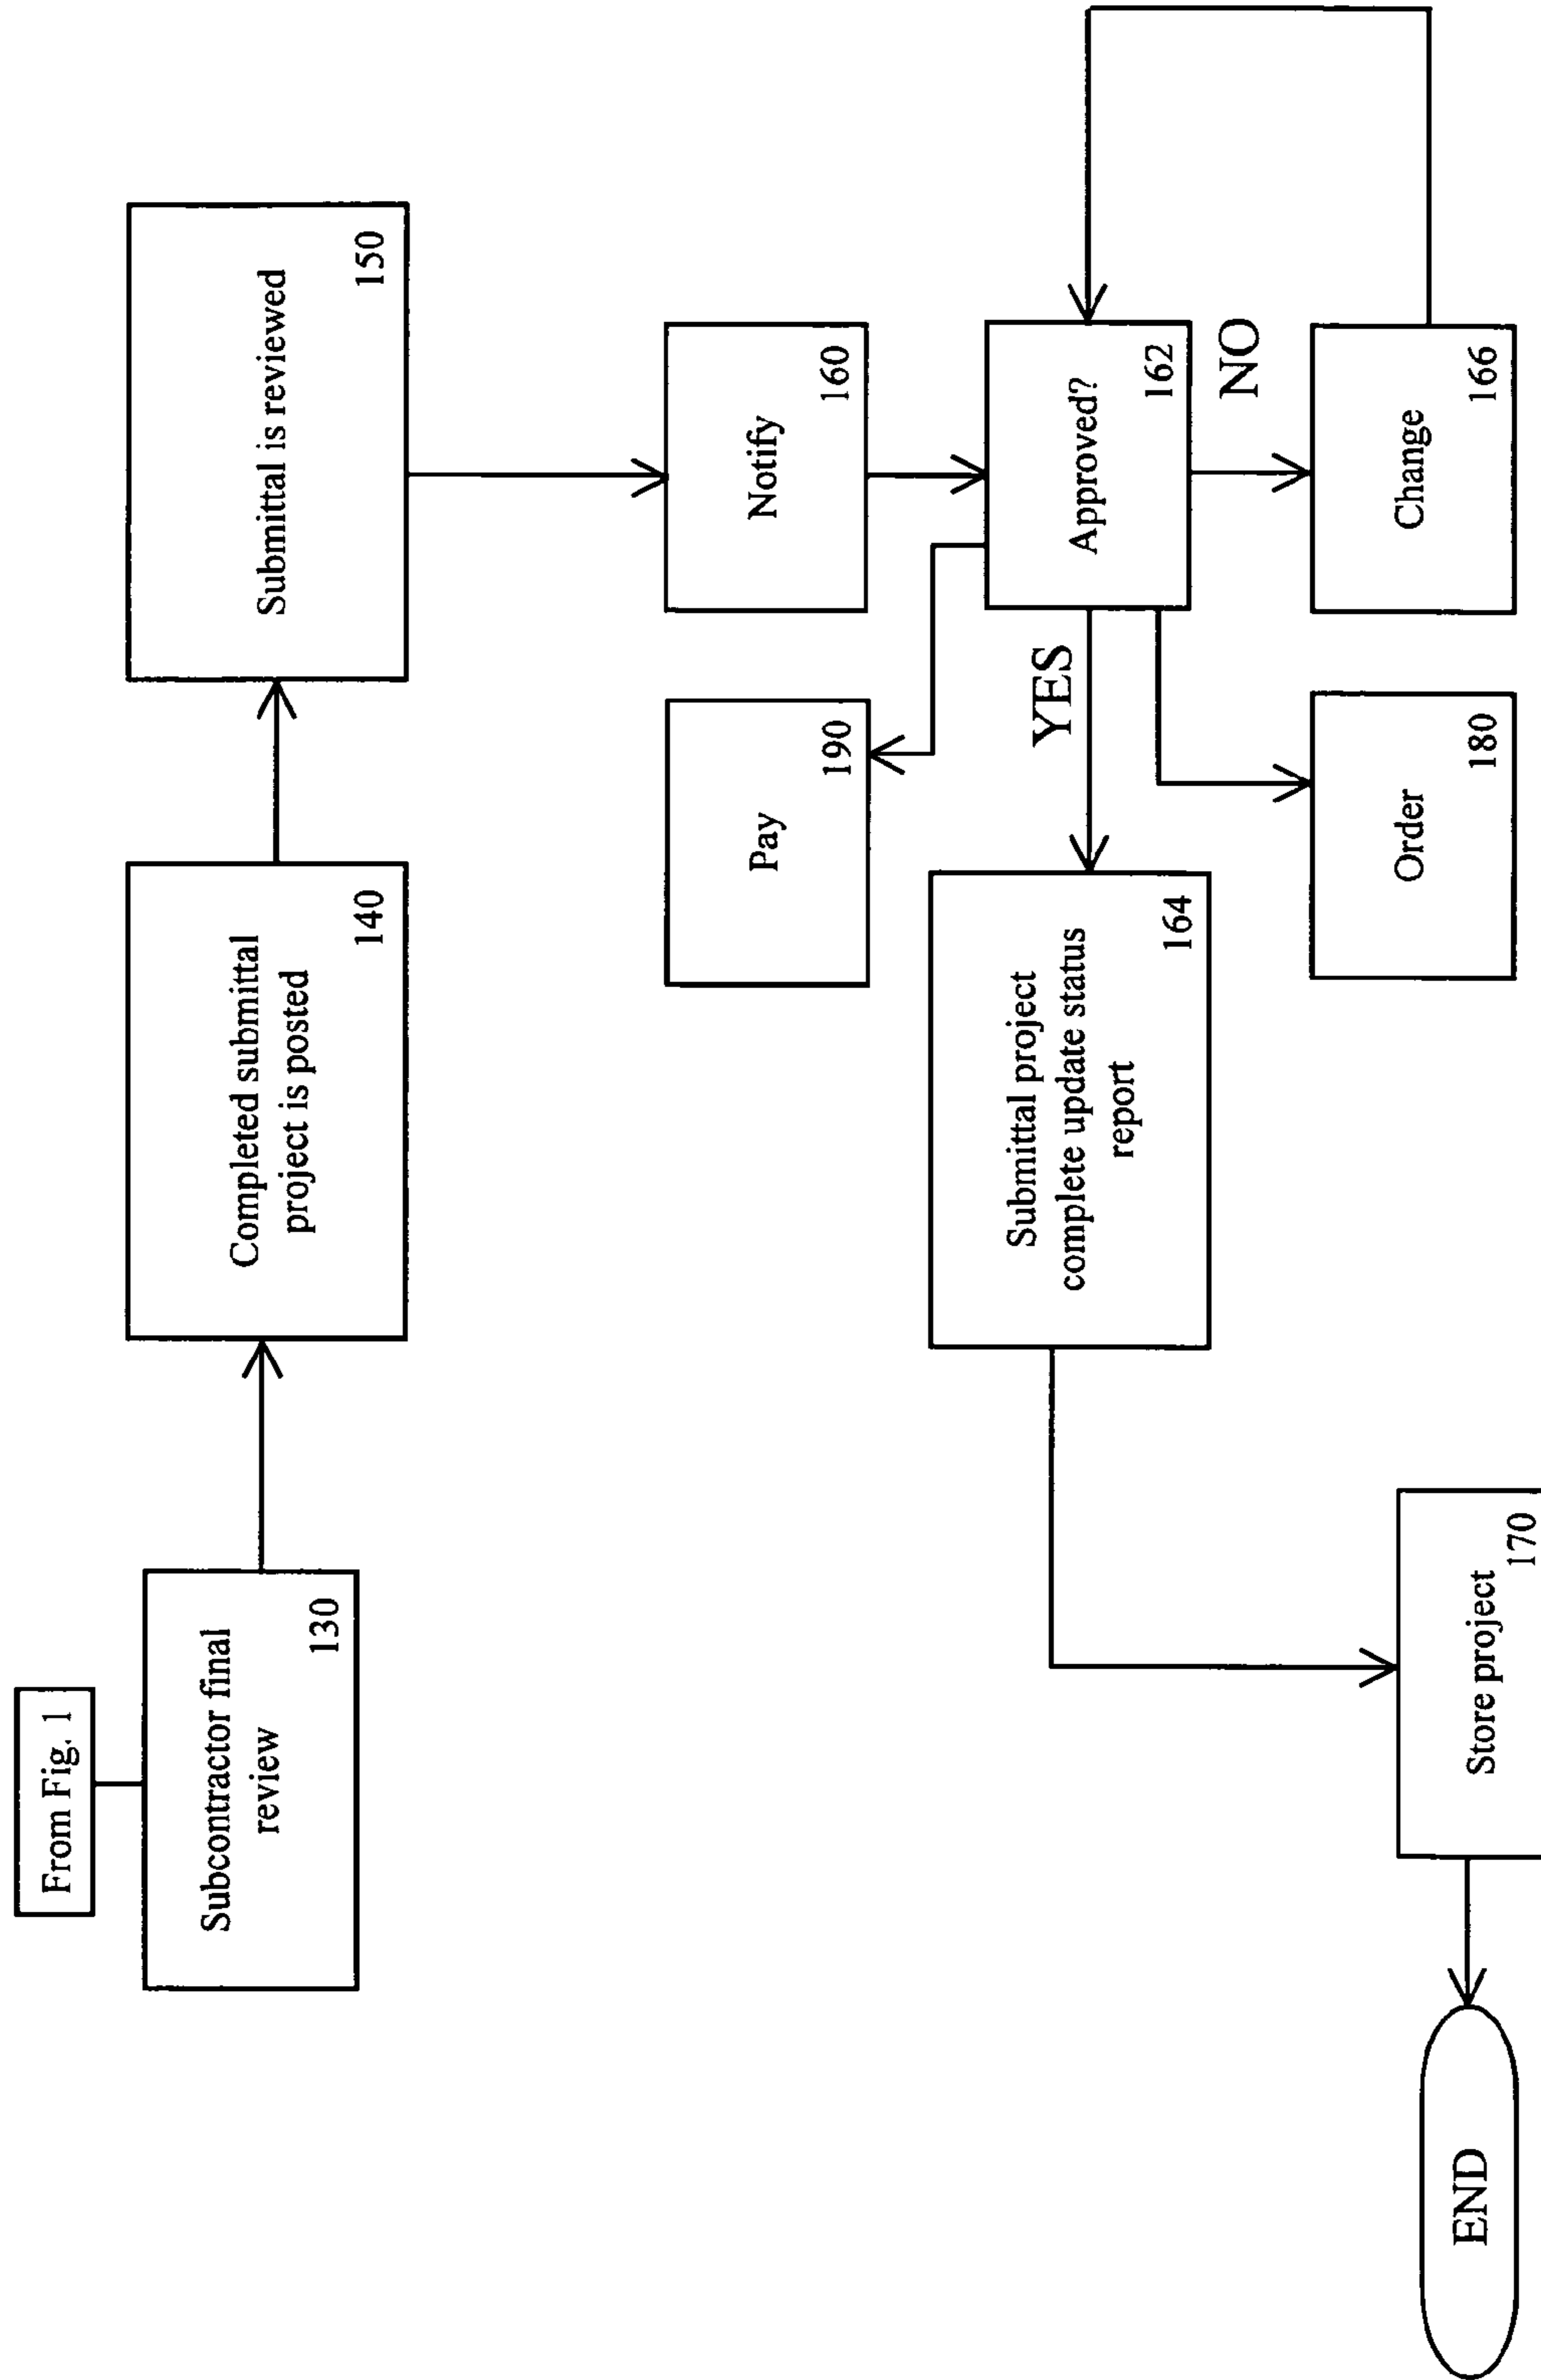 From Fig. 1
Subcontractor final
review
130
Completed submittal
project is posted
140
Submittal is reviewed
150
Notify
160
Pay
190
Approved?
162
YES
NO
Submittal project
complete update status
report
164
Change
166
Order
180
Store project
170
END